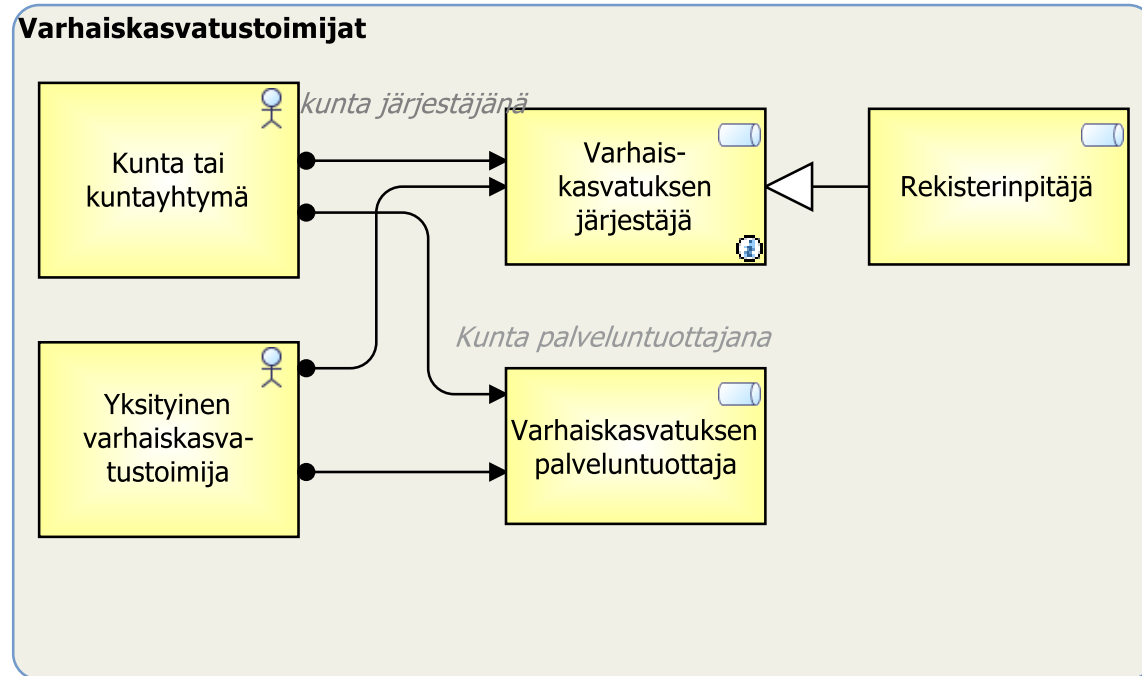 Varhaiskasvatustoimijat
kunta järjestäjänä
Kunta tai
kuntayhtymä
Varhais-
kasvatuksen
järjestäjä
Rekisterinpitäjä
Kunta palveluntuottajana
Yksityinen
varhaiskasva-
tustoimija
Varhaiskasvatuksen
palveluntuottaja